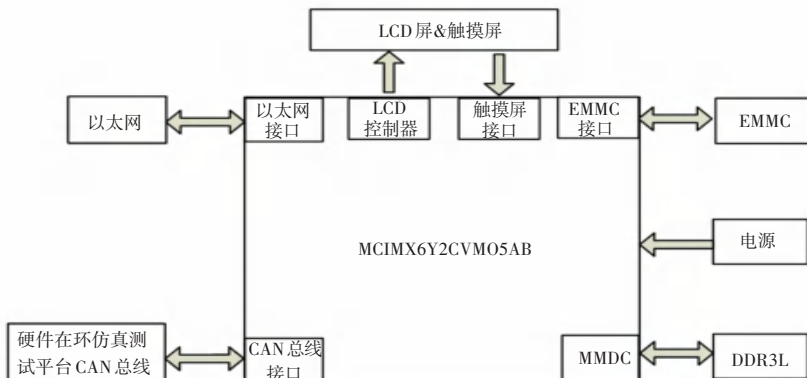 LCD屏&触摸屏
以太网
以太网
接口
LCD
控制器
触摸屏
接口
EMMC
接口
EMMC
MCIMX6Y2CVMO5AB
电源
硬件在环仿真测
试平台CAN总线
CAN总线
接口
MMDC
DDR3L